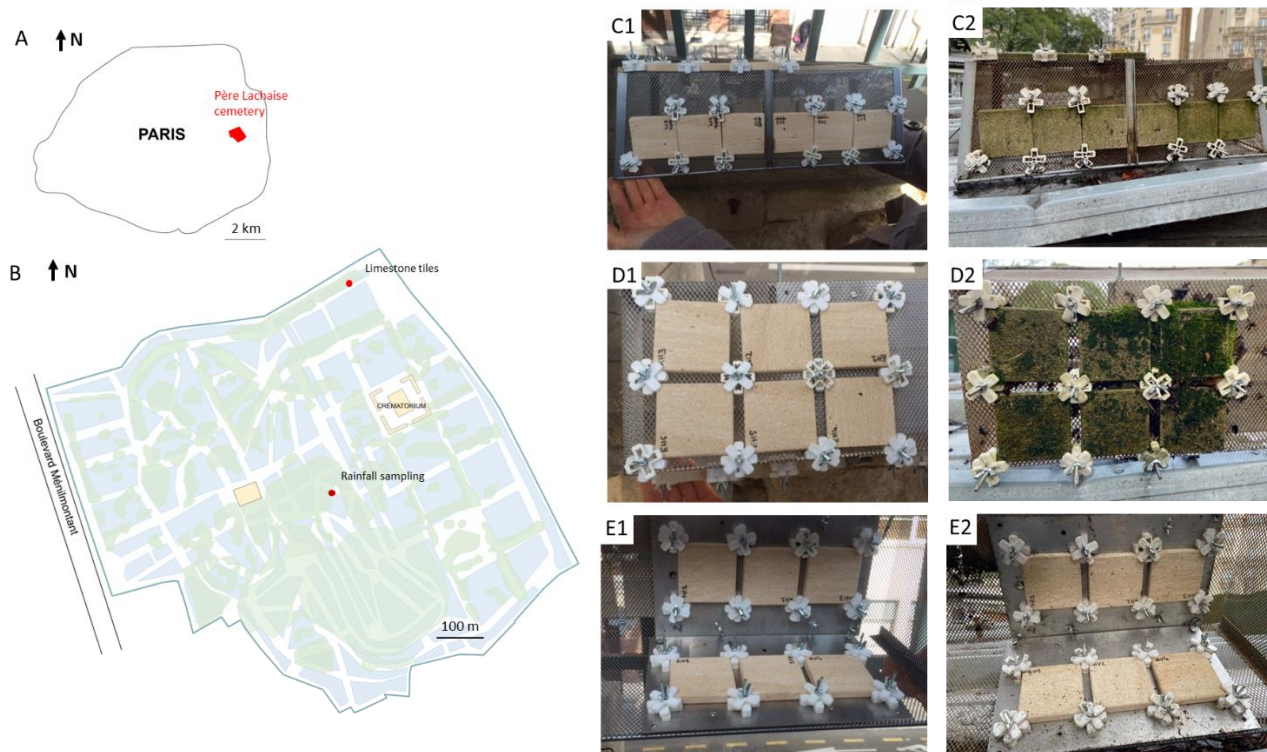 A
N
Père Lachaise
cemetery
PARIS
2 km
B
N
Limestone tiles
CRÉMATORIUM
Boulevard Ménilmontant
Rainfall sampling
100 m
C1
C2
D1
D2
E1
E2